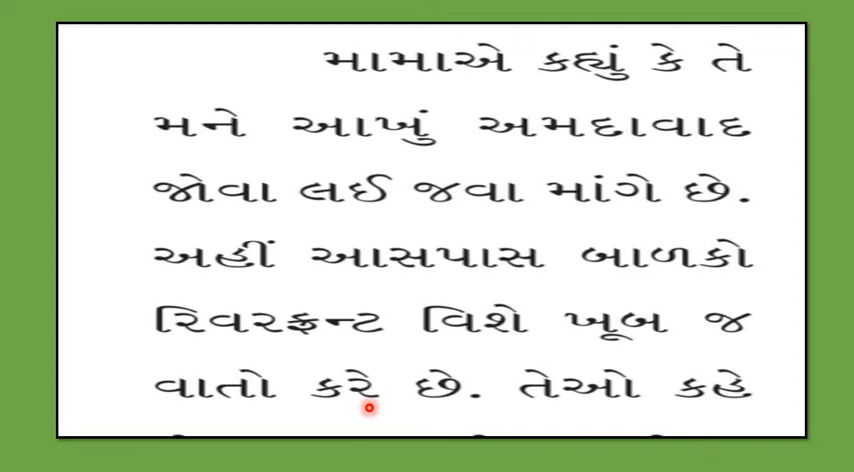 મામાએ કહ્યું કે તે
મને આખું અમદાવાદ
જોવા લઈ જવા માંગે છે.
અહીં આસપાસ બાળકો
રિવરફ્રન્ટ વિશે ખૂબ જ
વાતો કરે છે. તેઓ કહે